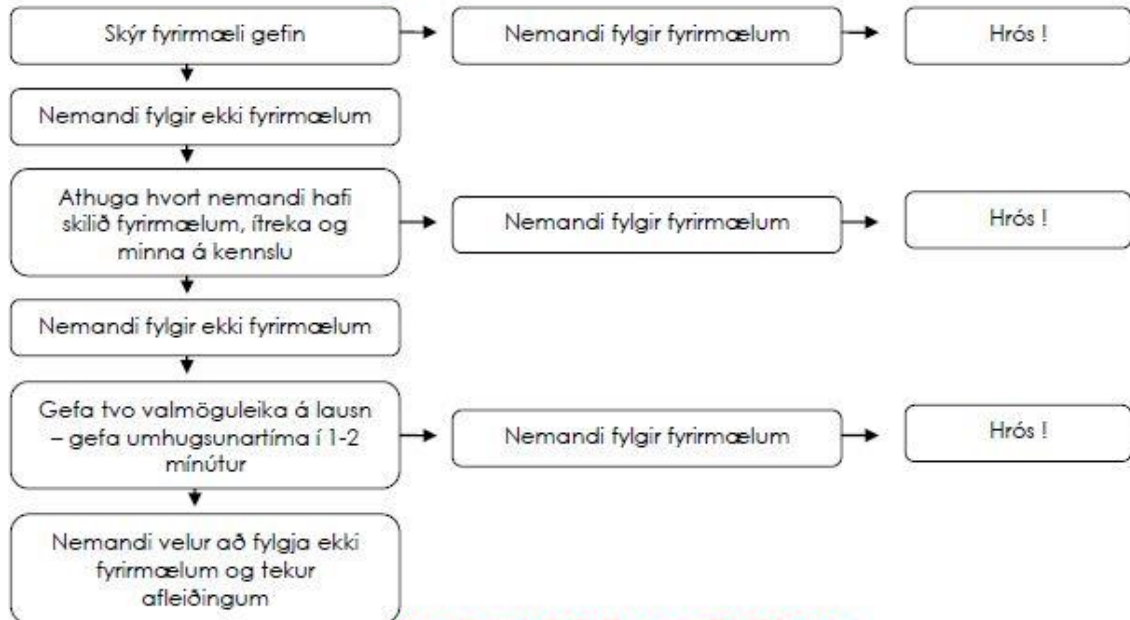 Skýr fyrirmæli gefin
Nemandi fylgir fyrirmælum
Hrós !
Nemandi fylgir ekki fyrirmælum
Athuga hvort nemandi hafi
skilið fyrirmælum, ítreka og
minna á kennslu
Nemandi fylgir fyrirmælum
Hrós !
Nemandi fylgir ekki fyrirmælum
Gefa tvo valmöguleika á lausn
– gefa umhugsunartíma í 1-2
mínútur
Nemandi fylgir fyrirmælum
Hrós !
Nemandi velur að fylgja ekki
fyrirmælum og tekur
afleiðingum